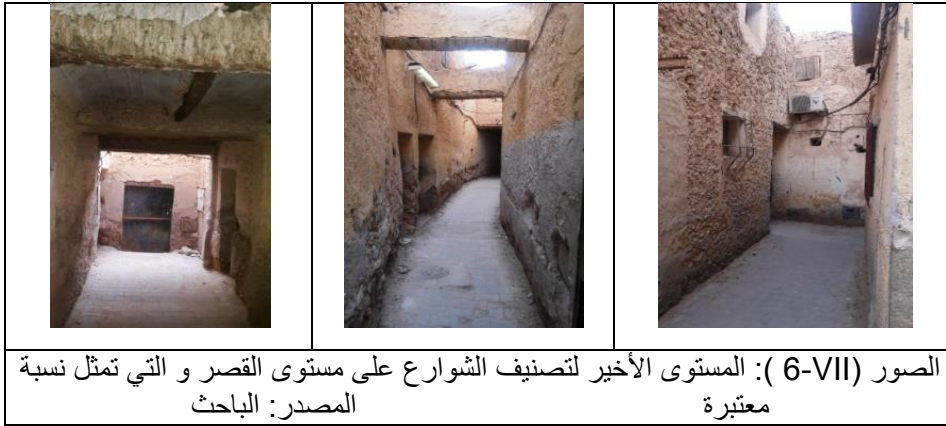 الصور (6-VII ): المستوى الأخير لتصنيف الشوارع على مستوى القصر و التي تمثل نسبة
معتبرة المصدر: الباحث